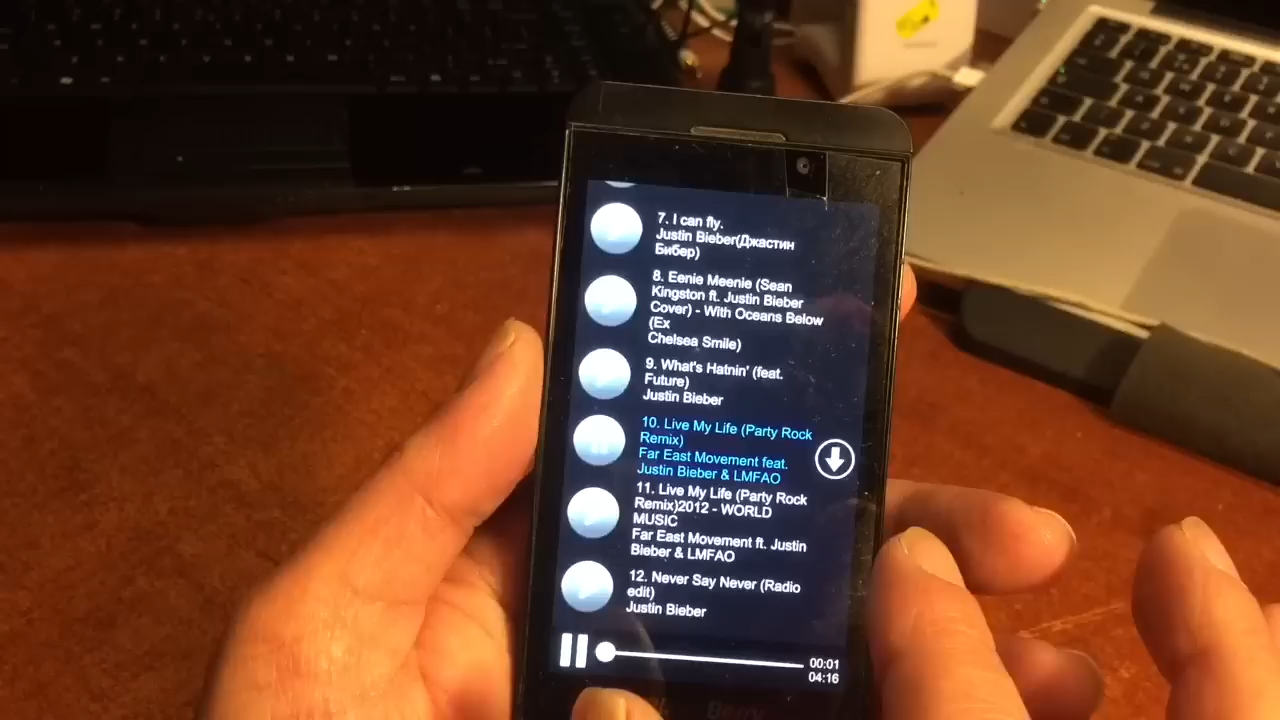 7. I can fly.
Justin Bieber(Джастин
Бибер)
8. Eenie Meenie (Sean
Kingston ft. Justin Bieber
Cover) - With Oceans Below
(Ex
Chelsea Smile)
9. What's Hatnin' (feat.
Future)
Justin Bieber
10. Live My Life (Party Rock
Remix)
Far East Movement feat.
Justin Bieber & LMFAO
11. Live My Life (Party Rock
Remix)2012 - WORLD
MUSIC
Far East Movement ft. Justin
Bieber & LMFAO
12. Never Say Never (Radio
edit)
Justin Bieber
00:01
04:16